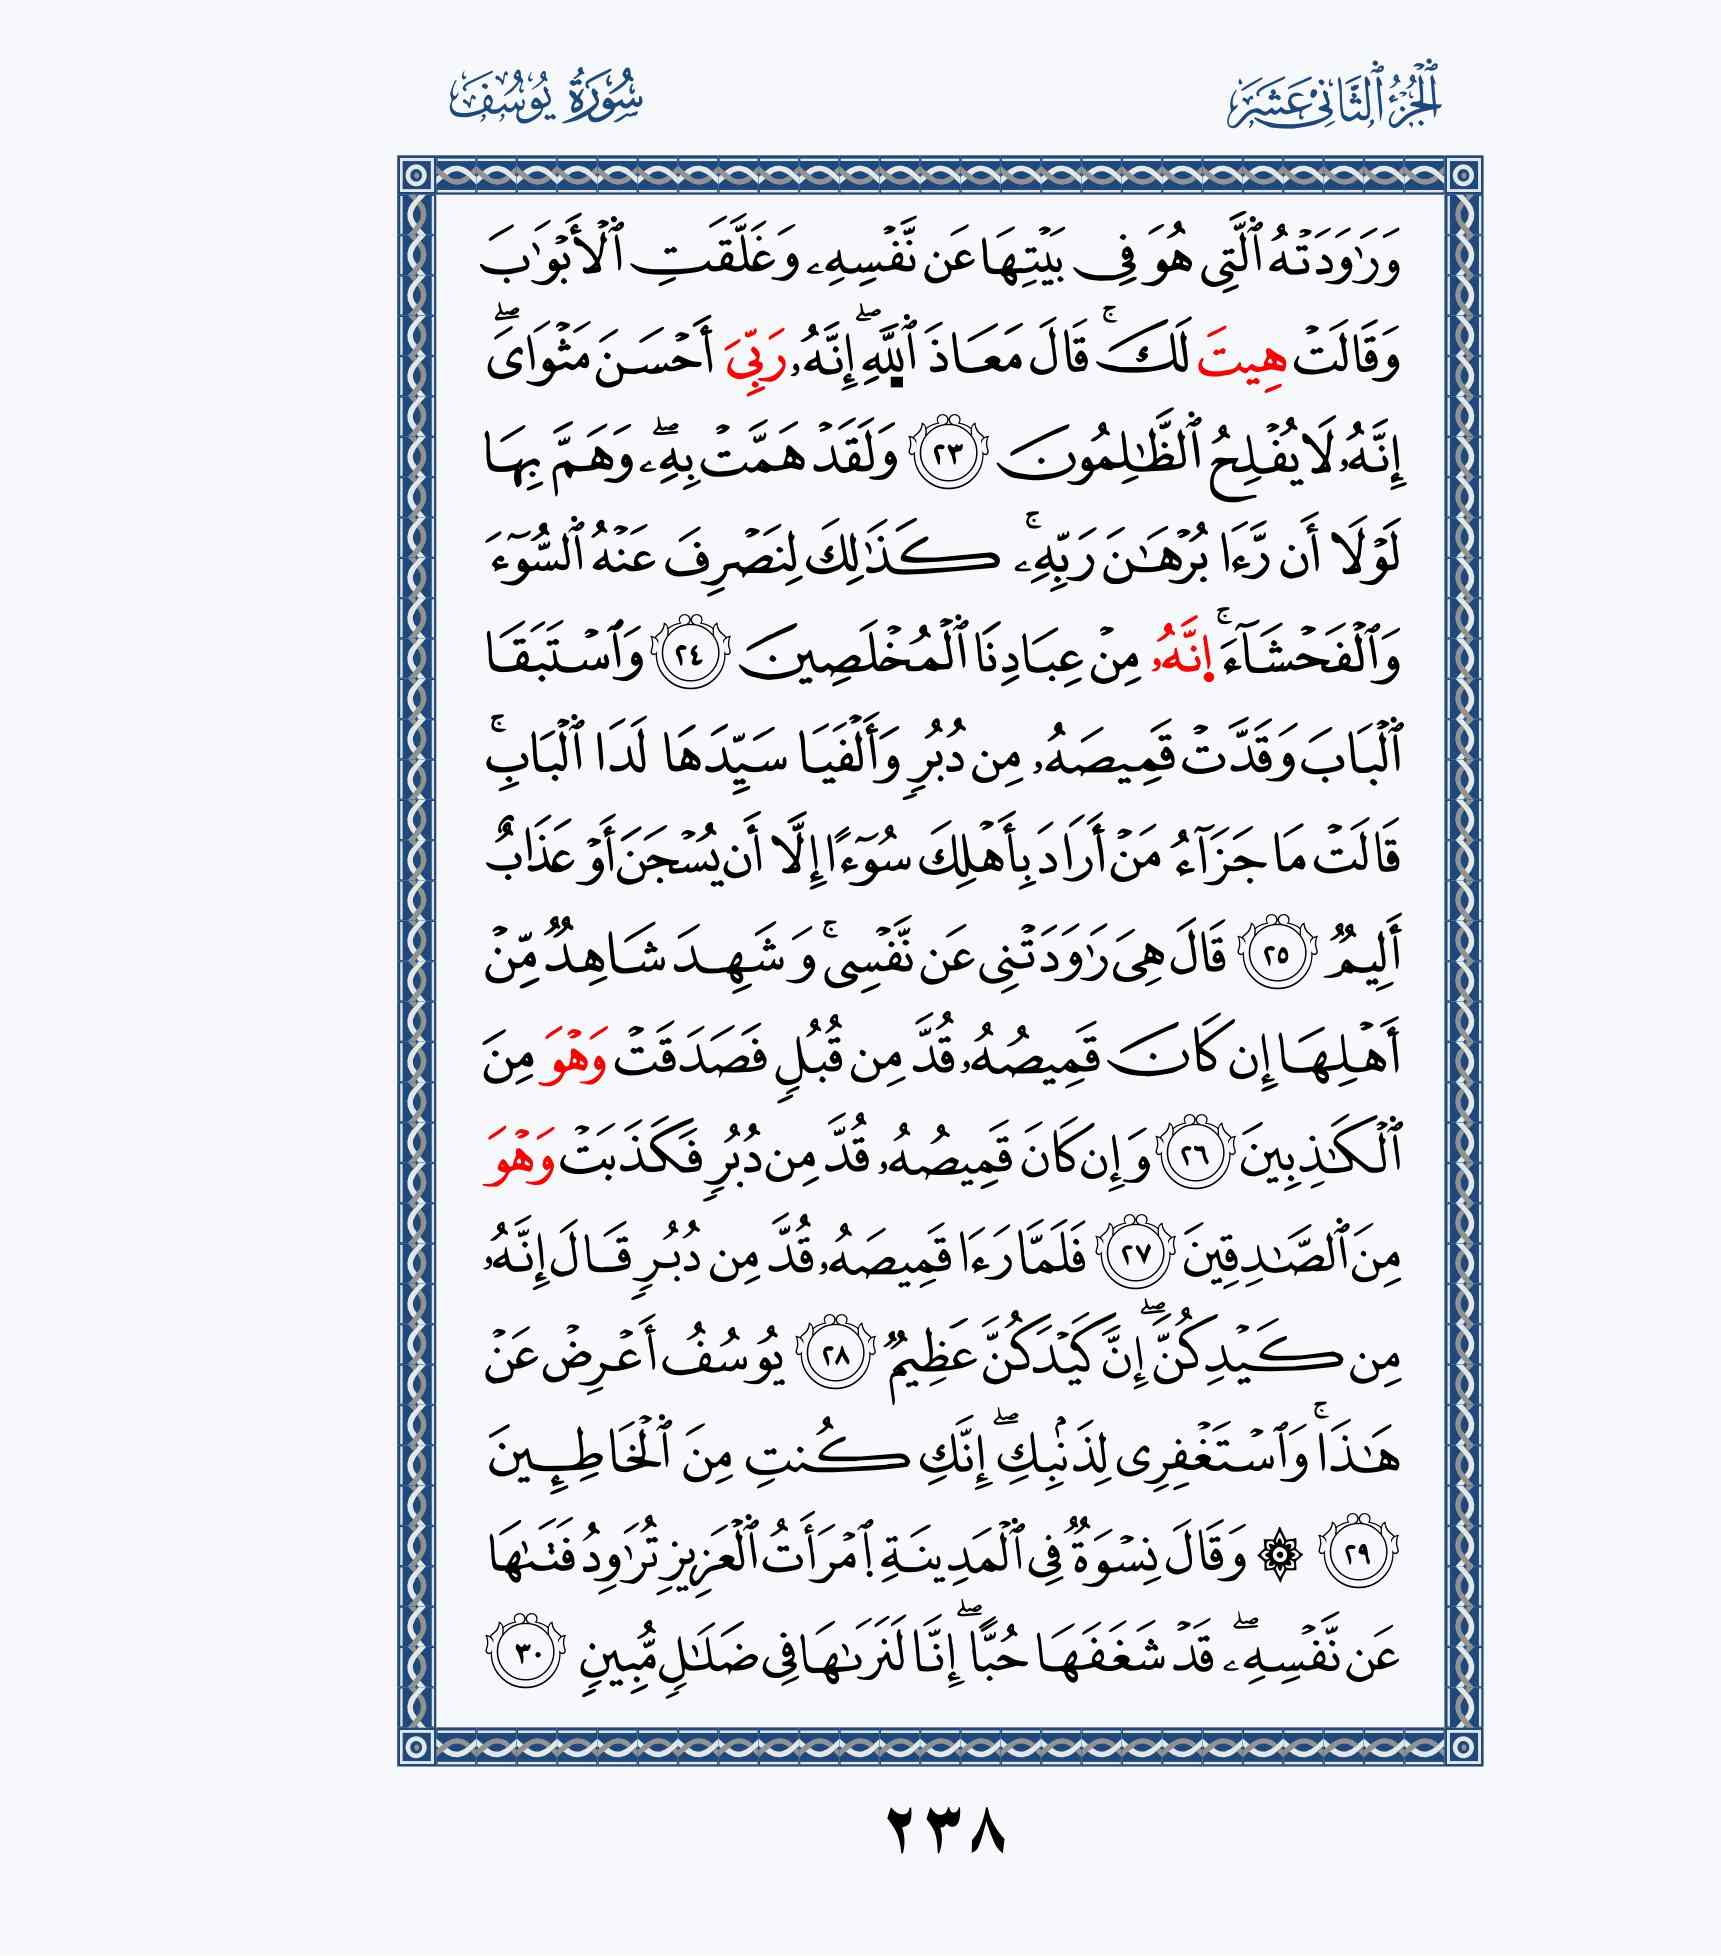 ٱلْجُزْءُ ٱلثَّانِي عَشَرَ
سُورَةُ يُوسُفَ
وَرَٰوَدَتْهُ ٱلَّتِى هُوَ فِى بَيْتِهَا عَن نَّفْسِهِۦ وَغَلَّقَتِ ٱلْأَبْوَٰبَ
وَقَالَتْ هِيتَ لَكَۚ قَالَ مَعَاذَ ٱللَّهِۖ إِنَّهُۥ رَبِّىَ أَحْسَنَ مَثْوَاىَۖ
إِنَّهُۥ لَا يُفْلِحُ ٱلظَّـٰلِمُونَ ٢٣ وَلَقَدْ هَمَّتْ بِهِۦۖ وَهَمَّ بِهَا
لَوْلَا أَن رَّءَا بُرْهَـٰنَ رَبِّهِۦۚ كَذَٰلِكَ لِنَصْرِفَ عَنْهُ ٱلسُّوٓءَ
وَٱلْفَحْشَآءَۚ اِنَّهُۥ مِنْ عِبَادِنَا ٱلْمُخْلَصِينَ ٢٤ وَٱسْتَبَقَا
ٱلْبَابَ وَقَدَّتْ قَمِيصَهُۥ مِن دُبُرٍ وَأَلْفَيَا سَيِّدَهَا لَدَا ٱلْبَابِۚ
قَالَتْ مَا جَزَآءُ مَنْ أَرَادَ بِأَهْلِكَ سُوٓءًا إِلَّا أَن يُسْجَنَ أَوْ عَذَابٌ
أَلِيمٌ ٢٥ قَالَ هِىَ رَٰوَدَتْنِى عَن نَّفْسِىۚ وَشَهِدَ شَاهِدٌ مِّنْ
أَهْلِهَا إِن كَانَ قَمِيصُهُۥ قُدَّ مِن قُبُلٍ فَصَدَقَتْ وَهْوَ مِنَ
ٱلْكَـٰذِبِينَ ٢٦ وَإِن كَانَ قَمِيصُهُۥ قُدَّ مِن دُبُرٍ فَكَذَبَتْ وَهْوَ
مِنَ ٱلصَّـٰدِقِينَ ٢٧ فَلَمَّا رَءَا قَمِيصَهُۥ قُدَّ مِن دُبُرٍ قَالَ إِنَّهُۥ
مِن كَيْدِكُنَّۖ إِنَّ كَيْدَكُنَّ عَظِيمٌ ٢٨ يُوسُفُ أَعْرِضْ عَنْ
هَـٰذَاۚ وَٱسْتَغْفِرِى لِذَنۢبِكِۖ إِنَّكِ كُنتِ مِنَ ٱلْخَاطِـِٔينَ
٢٩ ۞ وَقَالَ نِسْوَةٌ فِى ٱلْمَدِينَةِ ٱمْرَأَتُ ٱلْعَزِيزِ تُرَٰوِدُ فَتَىٰهَا
عَن نَّفْسِهِۦۖ قَدْ شَغَفَهَا حُبًّاۖ إِنَّا لَنَرَىٰهَا فِى ضَلَـٰلٍ مُّبِينٍ ٣٠
٢٣٨